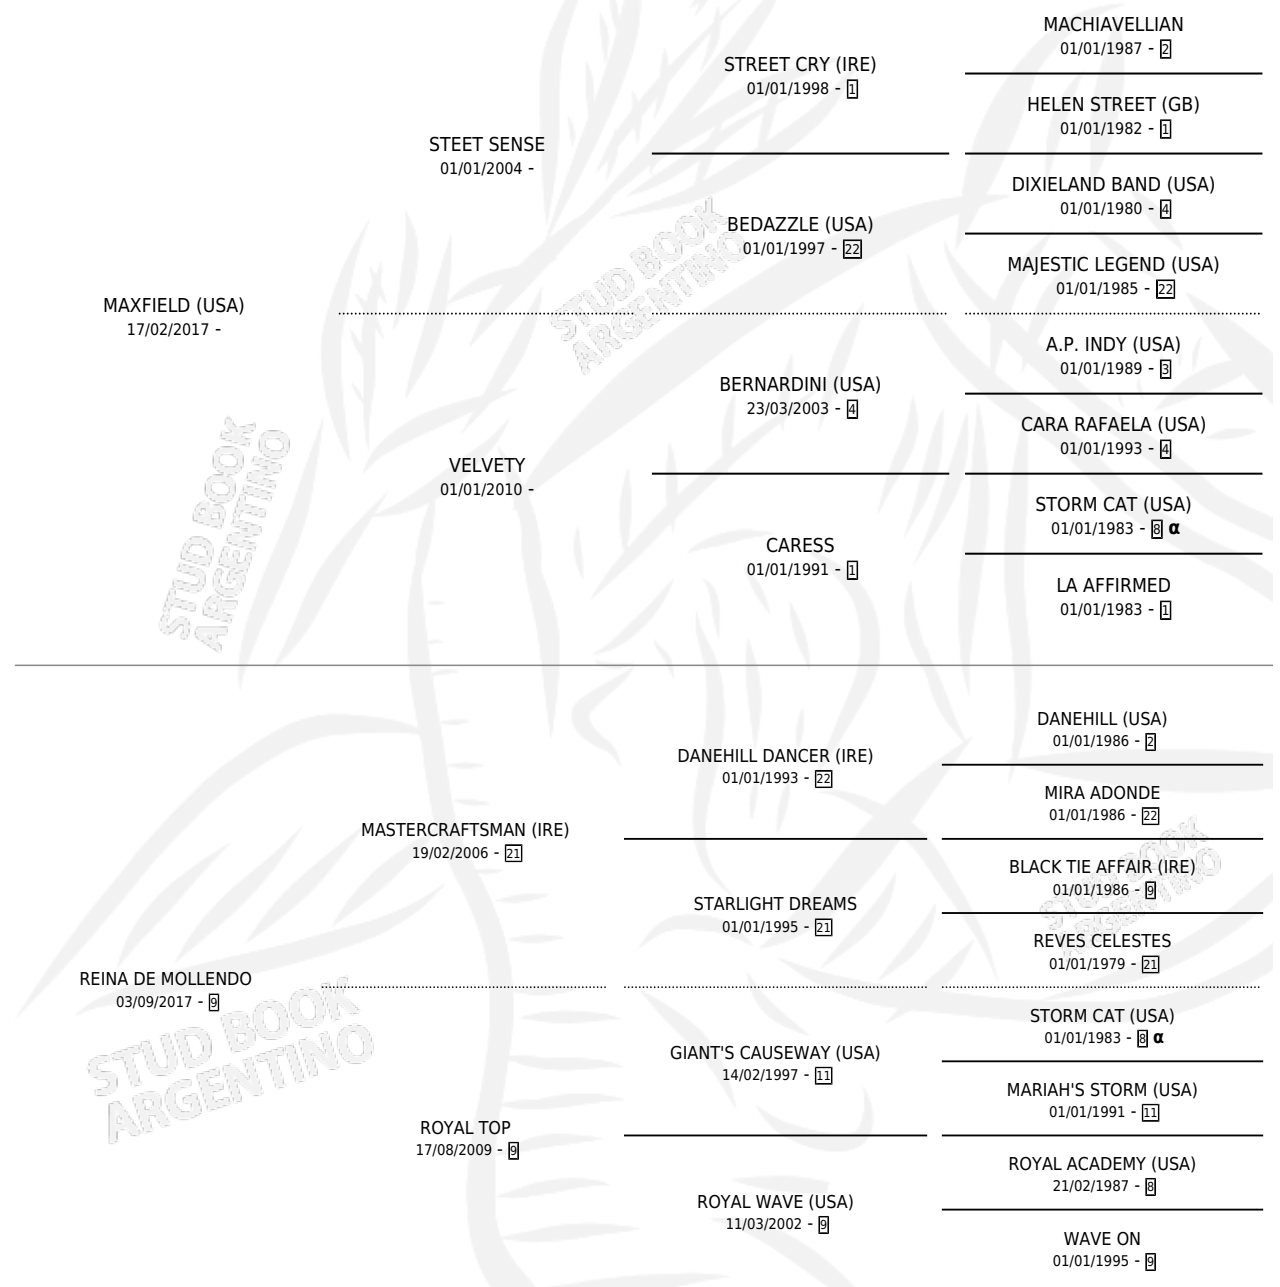 MACHIAVELLIAN
01/01/1987 - 2
STREET CRY (IRE)
01/01/1998 - 1
HELEN STREET (GB)
01/01/1982 - 1
STEET SENSE
01/01/2004 -
DIXIELAND BAND (USA)
01/01/1980 - 4
BEDAZZLE (USA)
01/01/1997 - 22
MAJESTIC LEGEND (USA)
01/01/1985 - 22
MAXFIELD (USA)
17/02/2017 -
A.P. INDY (USA)
01/01/1989 - 3
BERNARDINI (USA)
23/03/2003 - 4
CARA RAFAELA (USA)
01/01/1993 - 4
VELVETY
01/01/2010 -
STORM CAT (USA)
01/01/1983 - 8 α
CARESS
01/01/1991 - 1
LA AFFIRMED
01/01/1983 - 1
DANEHILL (USA)
01/01/1986 - 2
DANEHILL DANCER (IRE)
01/01/1993 - 22
MIRA ADONDE
01/01/1986 - 22
MASTERCRAFTSMAN (IRE)
19/02/2006 - 21
BLACK TIE AFFAIR (IRE)
01/01/1986 - 9
STARLIGHT DREAMS
01/01/1995 - 21
REVES CELESTES
01/01/1979 - 21
REINA DE MOLLENDO
03/09/2017 - 9
STORM CAT (USA)
01/01/1983 - 8 α
GIANT'S CAUSEWAY (USA)
14/02/1997 - 11
MARIAH'S STORM (USA)
01/01/1991 - 11
ROYAL TOP
17/08/2009 - 9
ROYAL ACADEMY (USA)
21/02/1987 - 8
ROYAL WAVE (USA)
11/03/2002 - 9
WAVE ON
01/01/1995 - 9
STUD BOOK
ARGENTINO
STUD BOOK
ARGENTINO
STUD BOOK
ARGENTINO
STUD BOOK
ARGENTINO